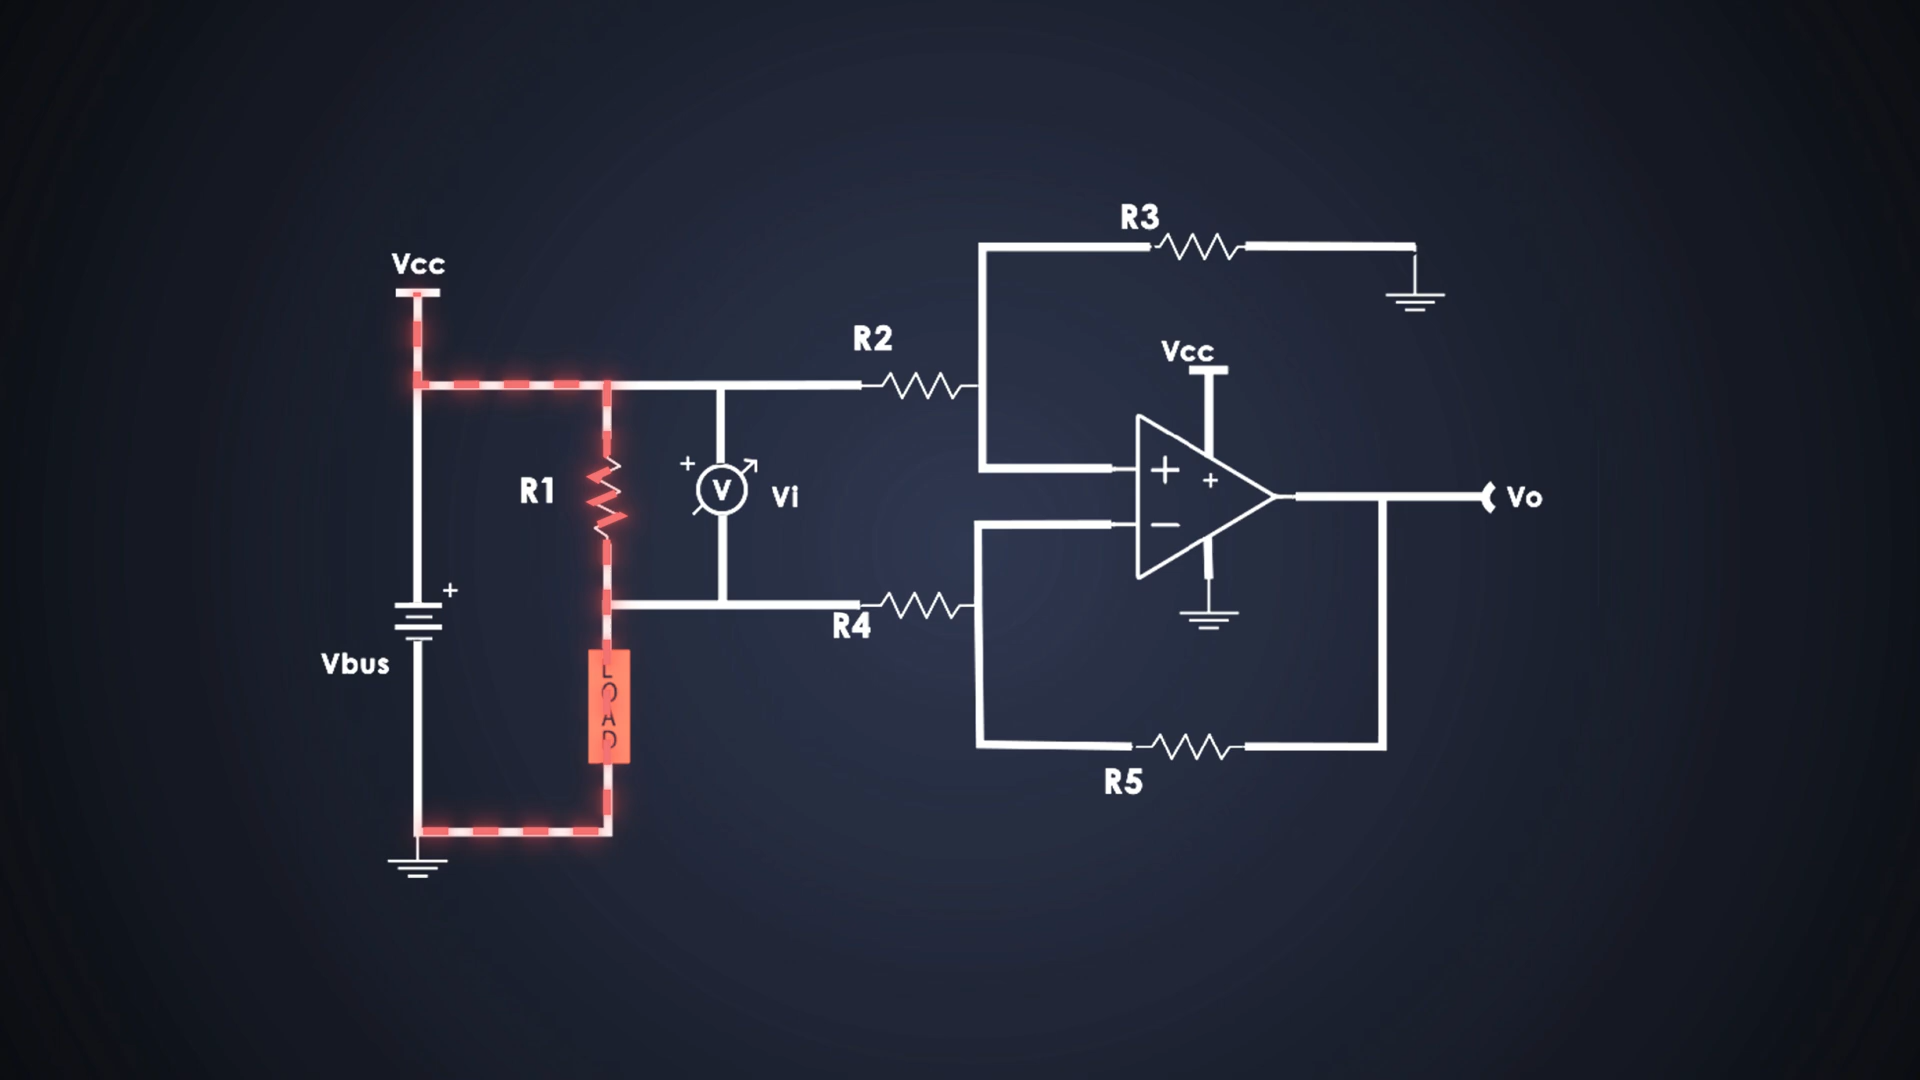 R3
Vcc
R2
Vcc
+
R1
V
Vi
+
+
−
Vo
+
R4
Vbus
LOAD
R5